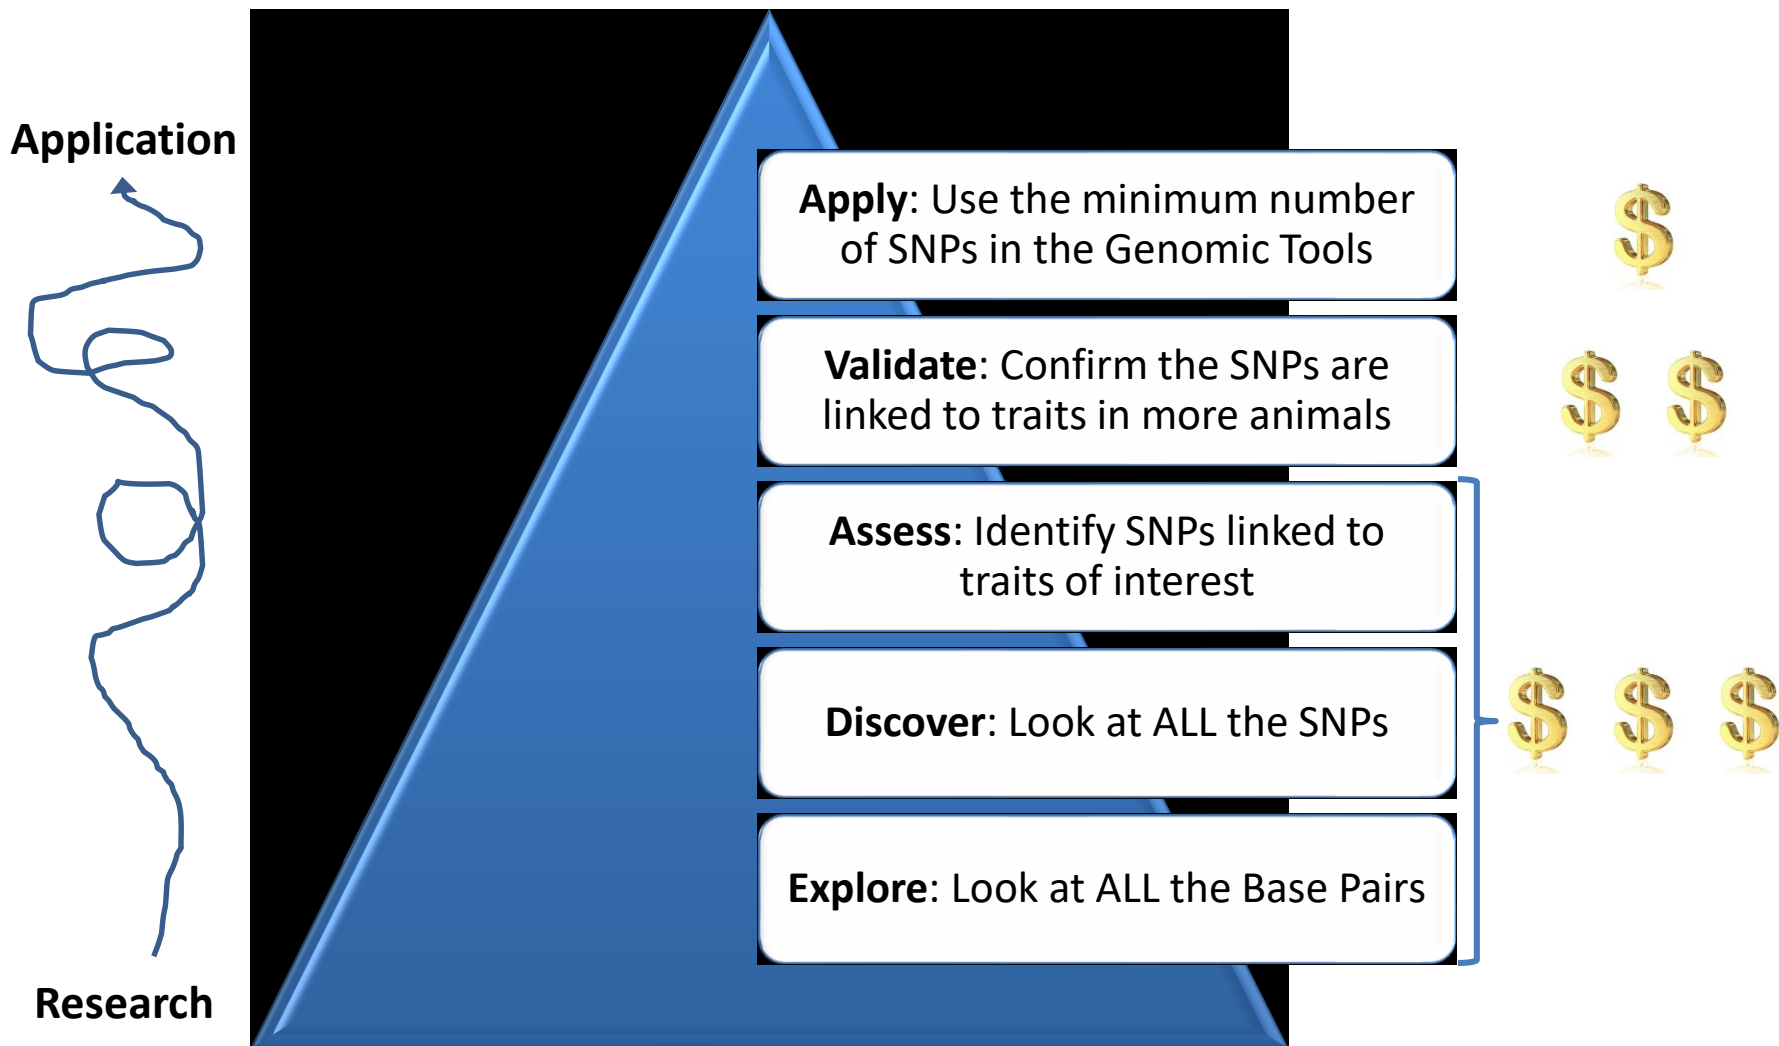 Application
Apply: Use the minimum number
of SNPs in the Genomic Tools
$
Validate: Confirm the SNPs are
linked to traits in more animals
$ $
Assess: Identify SNPs linked to
traits of interest
Discover: Look at ALL the SNPs
$ $ $
Explore: Look at ALL the Base Pairs
Research